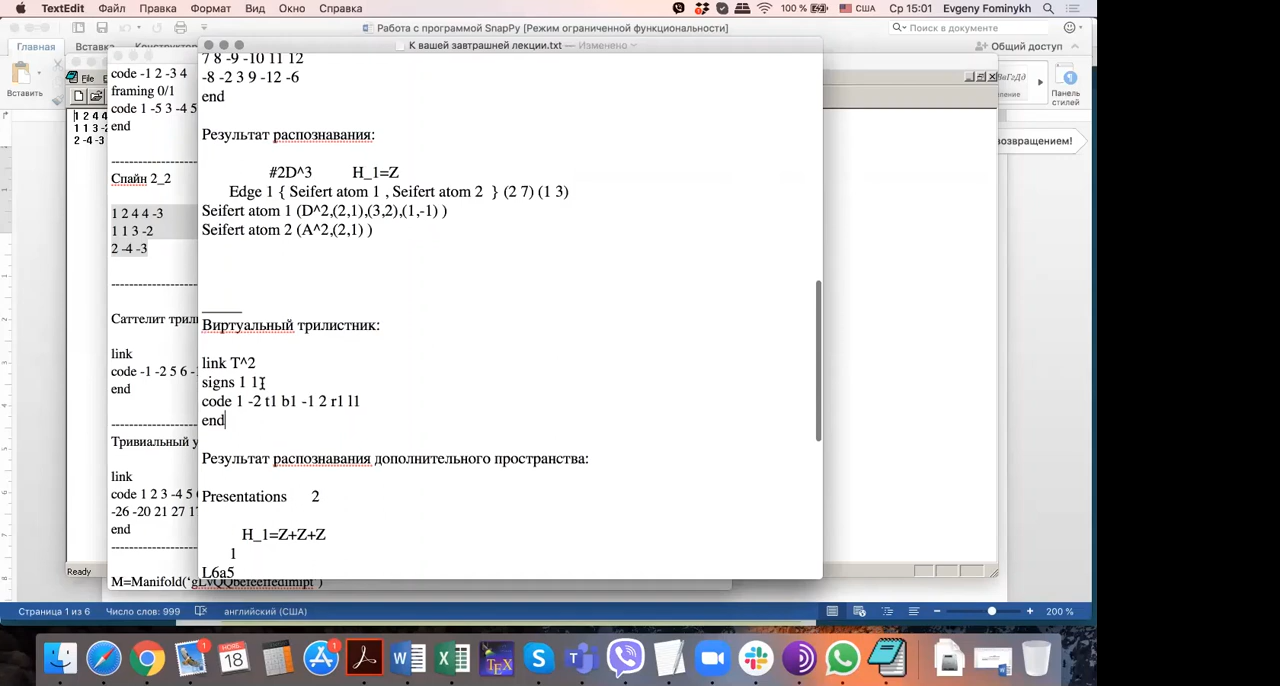 TextEdit Файл Правка Формат Вид Окно Справка
100 % США Ср 15:01 Evgeny Fominykh
Работа с программой SnapPy [Режим ограниченной функциональности]
Поиск в документе
Главная Вставка Конструктор
Общий доступ
К вашей завтрашней лекции.txt — Изменено
Вставить
File
Панель стилей
возвращением!
code -1 2 -3 4
framing 0/1
code 1 -5 3 -4 5
end
Спайн 2_2
1 2 4 4 -3
1 1 3 -2
2 -4 -3
Саттелит
link
code -1 -2 5 6
end
Тривиальный
link
code 1 2 3 -4 5
-26 -20 21 27
end
7 8 -9 -10 11 12
-8 -2 3 9 -12 -6
end
Результат распознавания:
#2D^3 H_1=Z
Edge 1 { Seifert atom 1 , Seifert atom 2 } (2 7) (1 3)
Seifert atom 1 (D^2,(2,1),(3,2),(1,-1) )
Seifert atom 2 (A^2,(2,1) )
Виртуальный трилистник:
link T^2
signs 1 1
code 1 -2 t1 b1 -1 2 r1 l1
end
Результат распознавания дополнительного пространства:
Presentations 2
H_1=Z+Z+Z
1
L6a5
Ready
Страница 1 из 6 Число слов: 999 английский (США) 200 %